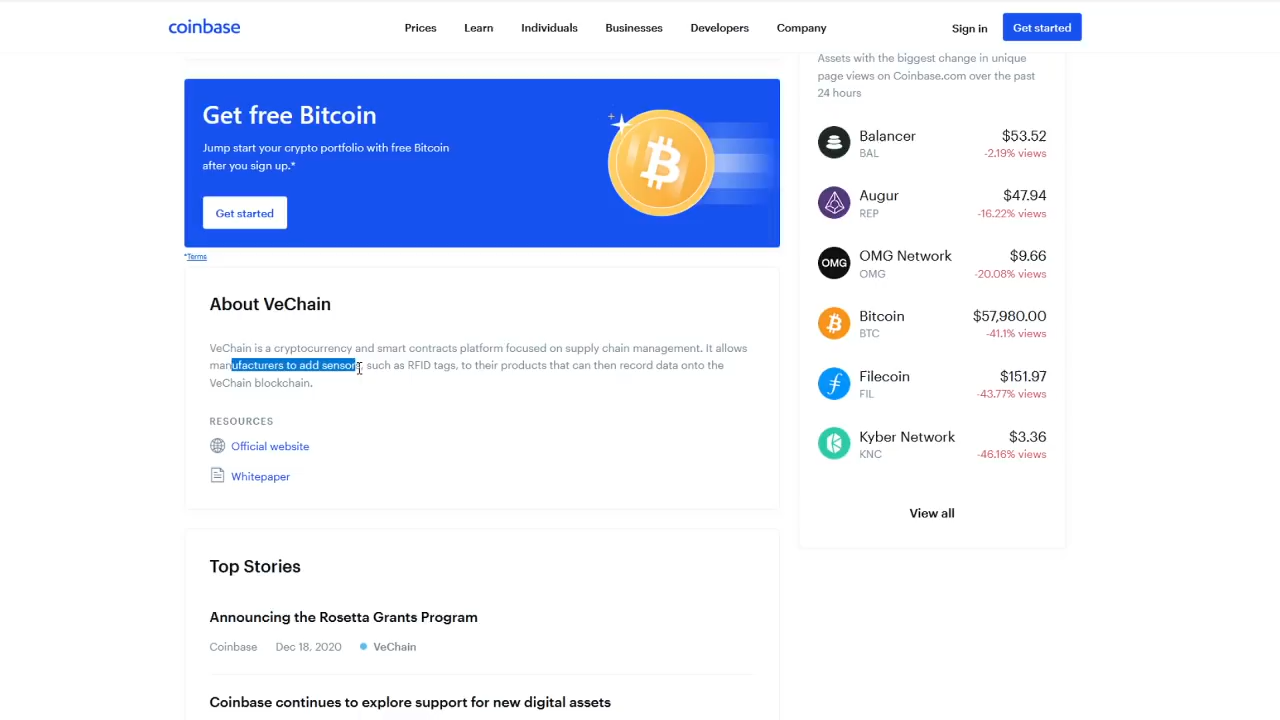 coinbase
Prices
Learn
Individuals
Businesses
Developers
Company
Sign in
Get started
Get free Bitcoin
Jump start your crypto portfolio with free Bitcoin
after you sign up.*
Get started
*Terms
About VeChain
VeChain is a cryptocurrency and smart contracts platform focused on supply chain management. It allows
manufacturers to add sensors, such as RFID tags, to their products that can then record data onto the
VeChain blockchain.
RESOURCES
Official website
Whitepaper
Top Stories
Announcing the Rosetta Grants Program
Coinbase Dec 18, 2020 VeChain
Coinbase continues to explore support for new digital assets
Assets with the biggest change in unique
page views on Coinbase.com over the past
24 hours
Balancer $53.52
BAL -2.19% views
Augur $47.94
REP -16.22% views
OMG
OMG Network $9.66
OMG -20.08% views
Bitcoin $57,980.00
BTC -41.1% views
Filecoin $151.97
FIL -43.77% views
Kyber Network $3.36
KNC -46.16% views
View all